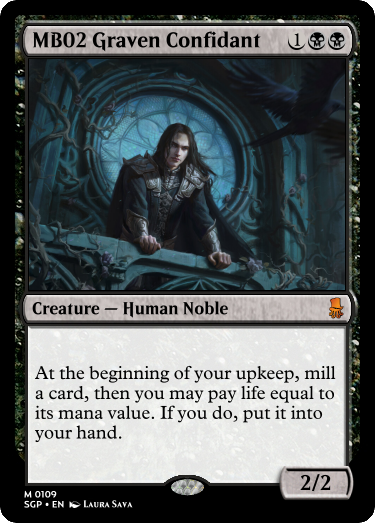 MB02 Graven Confidant 1
Creature — Human Noble
At the beginning of your upkeep, mill
a card, then you may pay life equal to
its mana value. If you do, put it into
your hand.
2/2
M 0109
SGP • EN Laura Sava